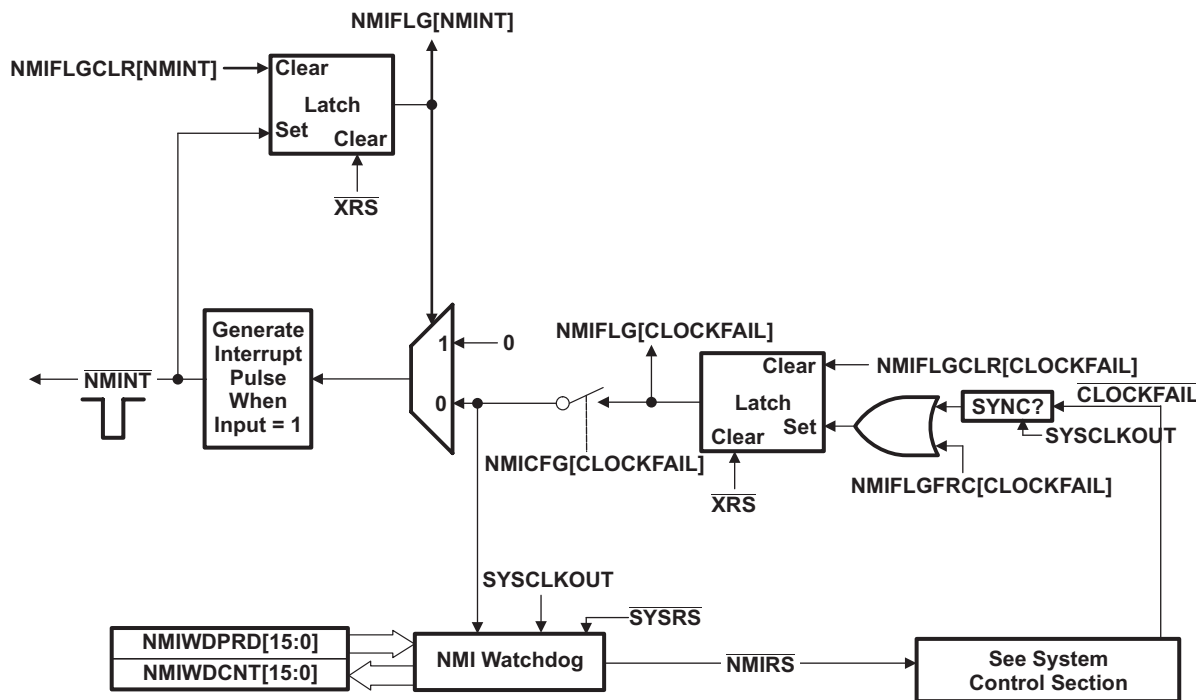 NMIFLG[NMINT]
NMIFLGCLR[NMINT]
Clear
Latch
Set
Clear
XRS
Generate
Interrupt
Pulse
When
Input = 1
NMINT
1
0
0
NMIFLG[CLOCKFAIL]
NMICFG[CLOCKFAIL]
Clear
Latch
Set
Clear
XRS
NMIFLGCLR[CLOCKFAIL]
CLOCKFAIL
SYNC?
SYSCLKOUT
NMIFLGFRC[CLOCKFAIL]
SYSCLKOUT
SYSRS
NMIWDPRD[15:0]
NMIWDCNT[15:0]
NMI Watchdog
NMIRS
See System
Control Section